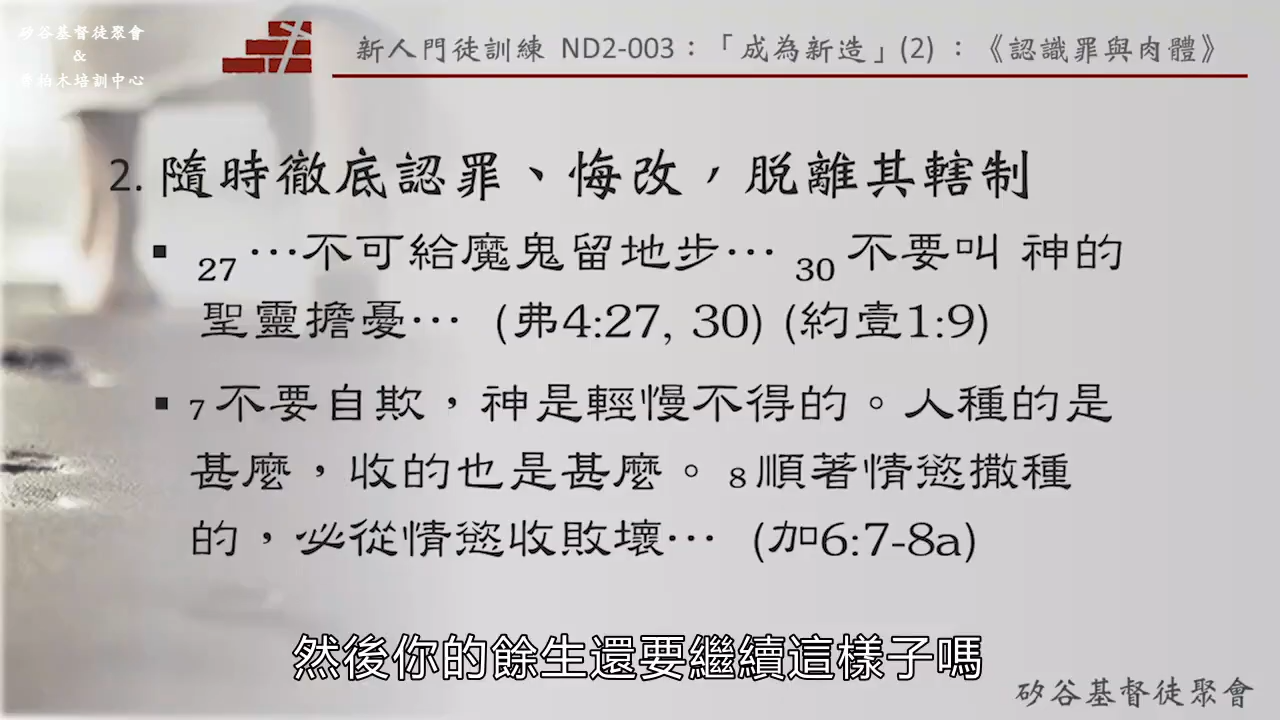 矽谷基督徒聚會
&
普柏木培訓中心
新人門徒訓練 ND2-003：「成為新造」(2) ：《認識罪與肉體》
2. 隨時徹底認罪、悔改，脫離其轄制
▪ 27 …不可給魔鬼留地步… 30 不要叫 神的
聖靈擔憂… (弗4:27, 30) (約壹1:9)
▪ 7 不要自欺，神是輕慢不得的。人種的是
甚麼，收的也是甚麼。 8 順著情慾撒種
的，必從情慾收敗壞… (加6:7-8a)
然後你的餘生還要繼續這樣子嗎
矽谷基督徒聚會